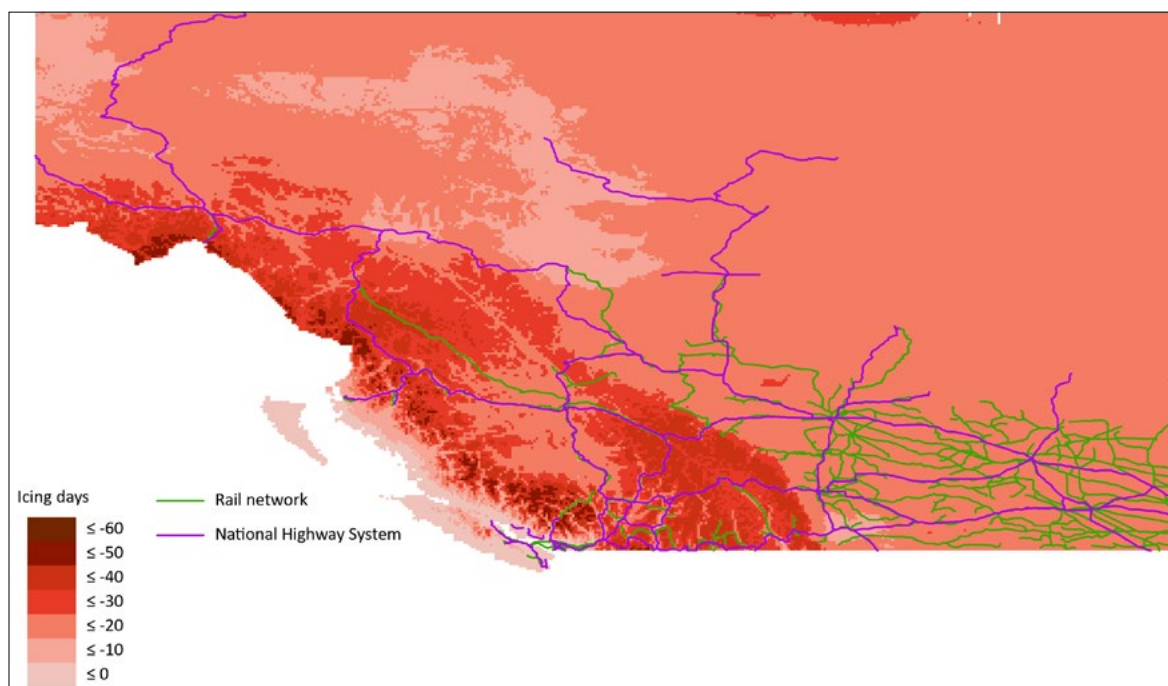 Icing days
≤ -60
≤ -50
≤ -40
≤ -30
≤ -20
≤ -10
≤ 0
Rail network
National Highway System